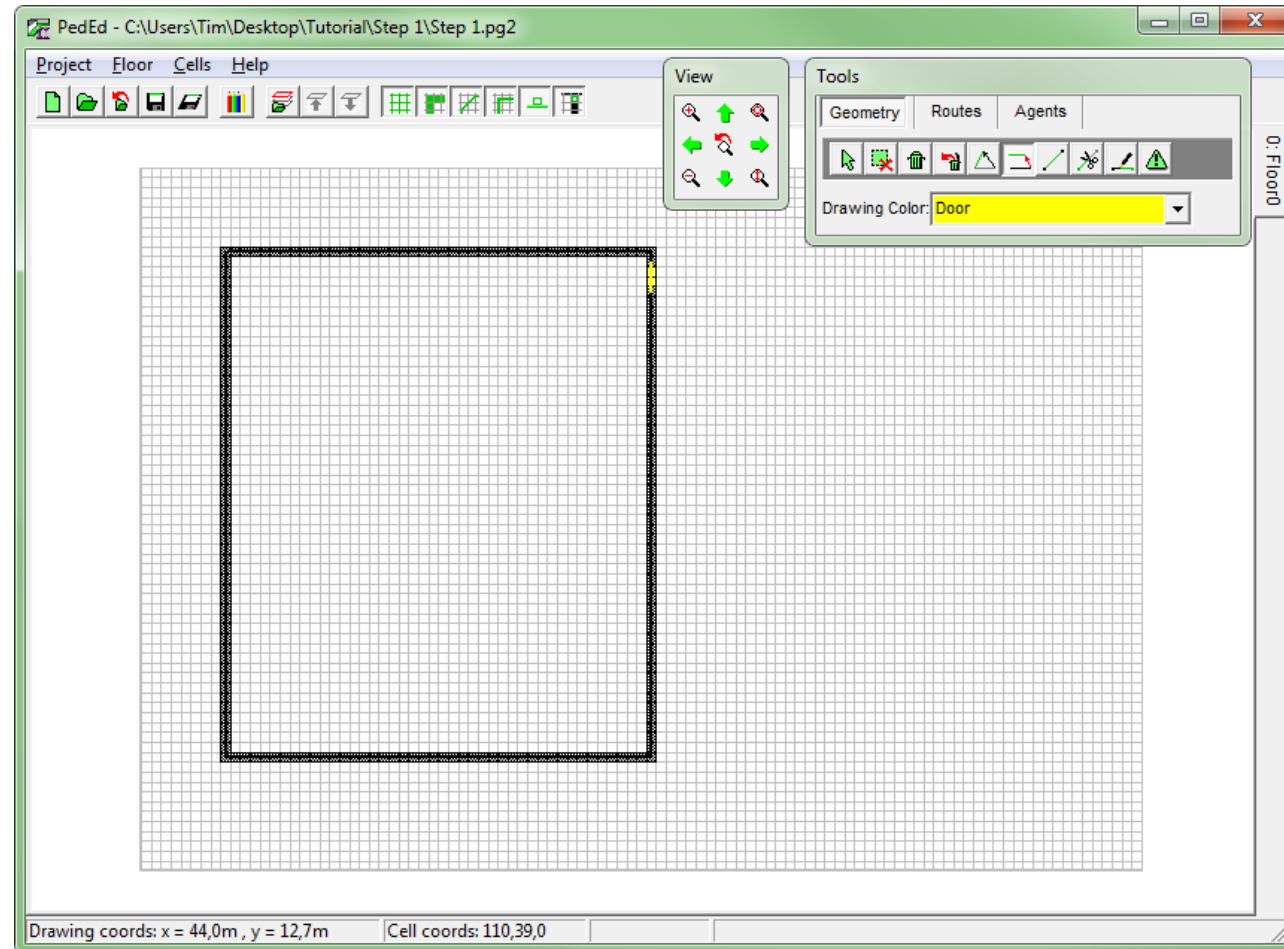 PedEd - C:\Users\Tim\Desktop\Tutorial\Step 1\Step 1.pg2
Project Floor Cells Help
View
Tools
Geometry Routes Agents
Drawing Color: Door
0: Floor0
Drawing coords: x = 44,0m , y = 12,7m Cell coords: 110,39,0